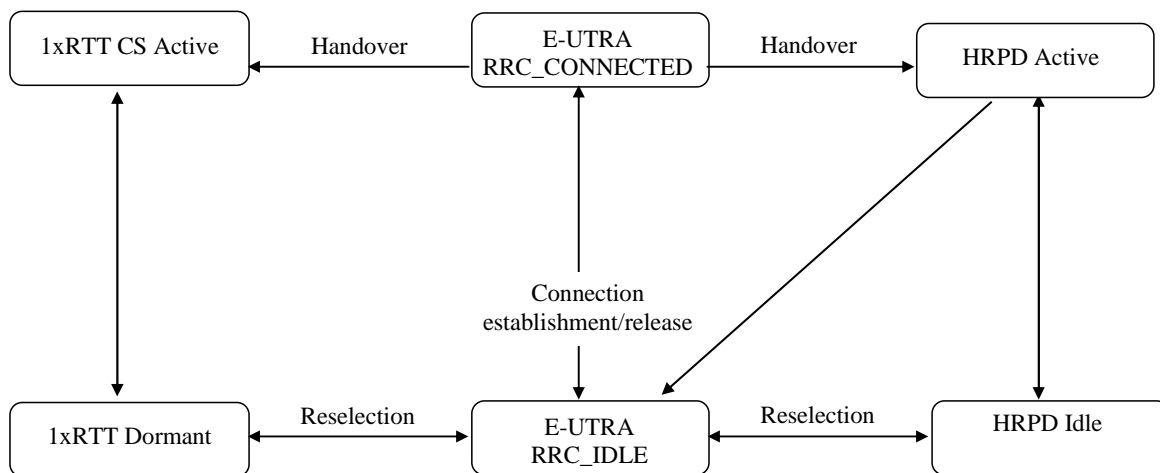 1xRTT CS Active
Handover
E-UTRA
RRC_CONNECTED
Handover
HRPD Active
Connection
establishment/release
1xRTT Dormant
Reselection
E-UTRA
RRC_IDLE
Reselection
HRPD Idle